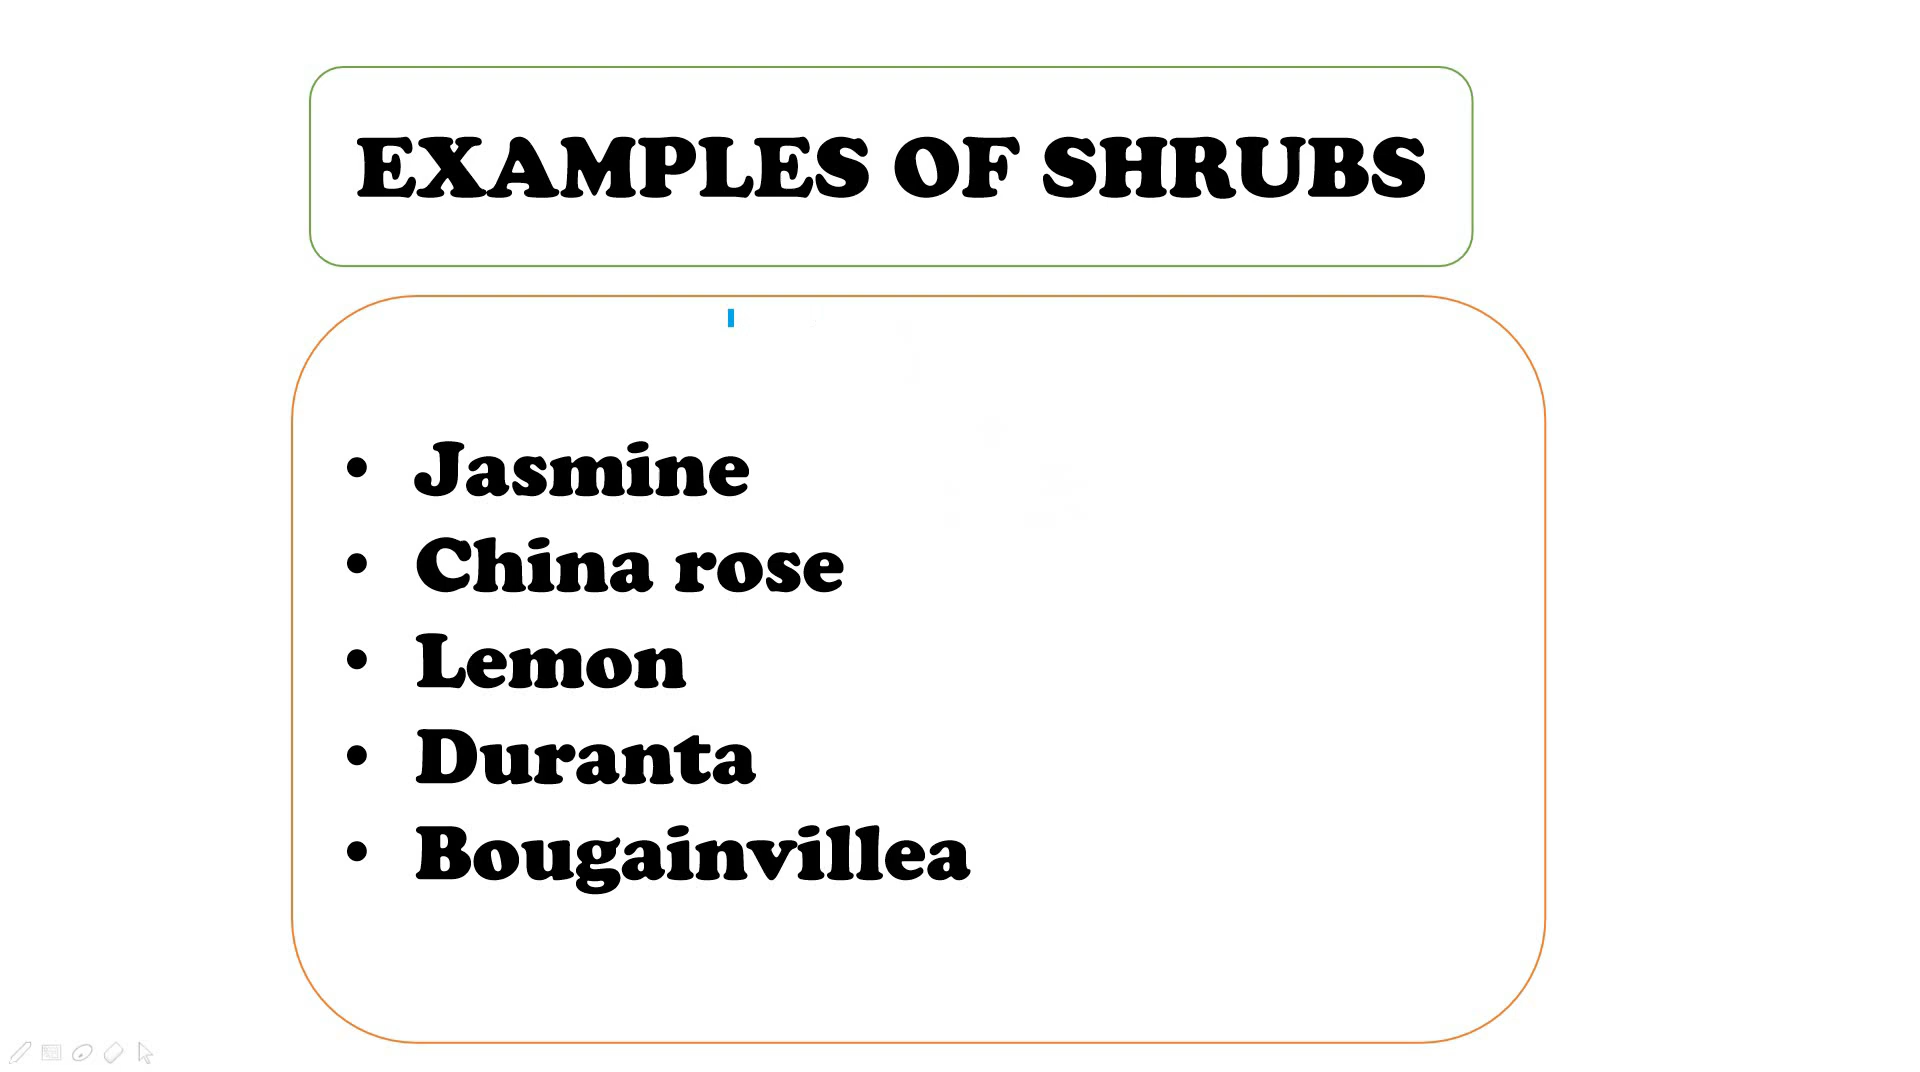 EXAMPLES OF SHRUBS
• Jasmine
• China rose
• Lemon
• Duranta
• Bougainvillea